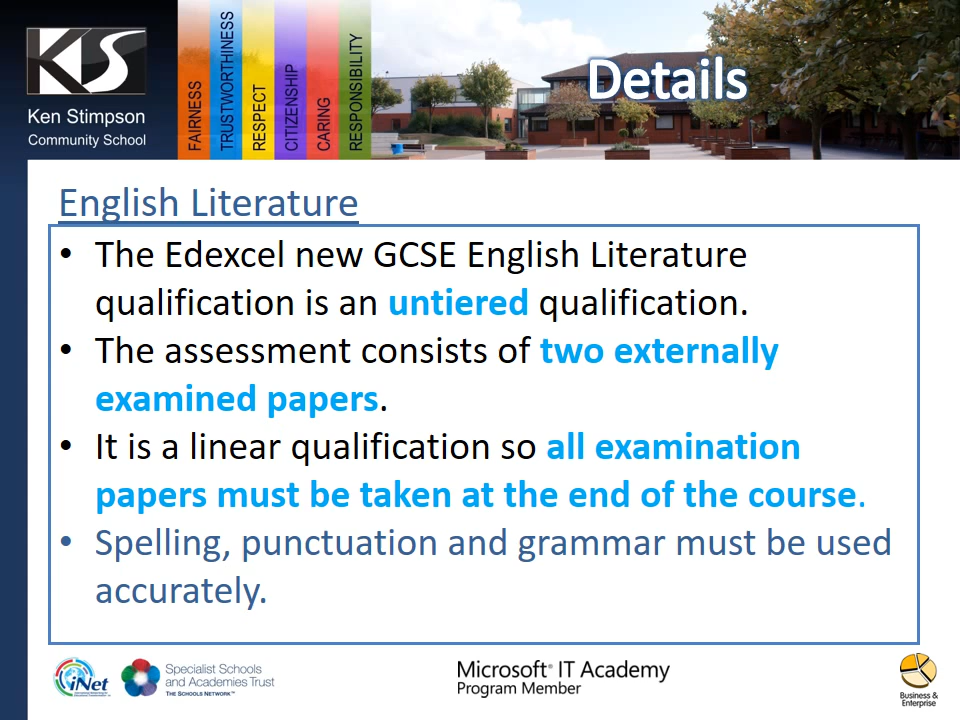 KS
Ken Stimpson
Community School
FAIRNESS
TRUSTWORTHINESS
RESPECT
CITIZENSHIP
CARING
RESPONSIBILITY
Details
English Literature
• The Edexcel new GCSE English Literature
qualification is an untiered qualification.
• The assessment consists of two externally
examined papers.
• It is a linear qualification so all examination
papers must be taken at the end of the course.
• Spelling, punctuation and grammar must be used
accurately.
iNet
Specialist Schools
and Academies Trust
THE SCHOOLS NETWORK™
Microsoft® IT Academy
Program Member
Business &
Enterprise